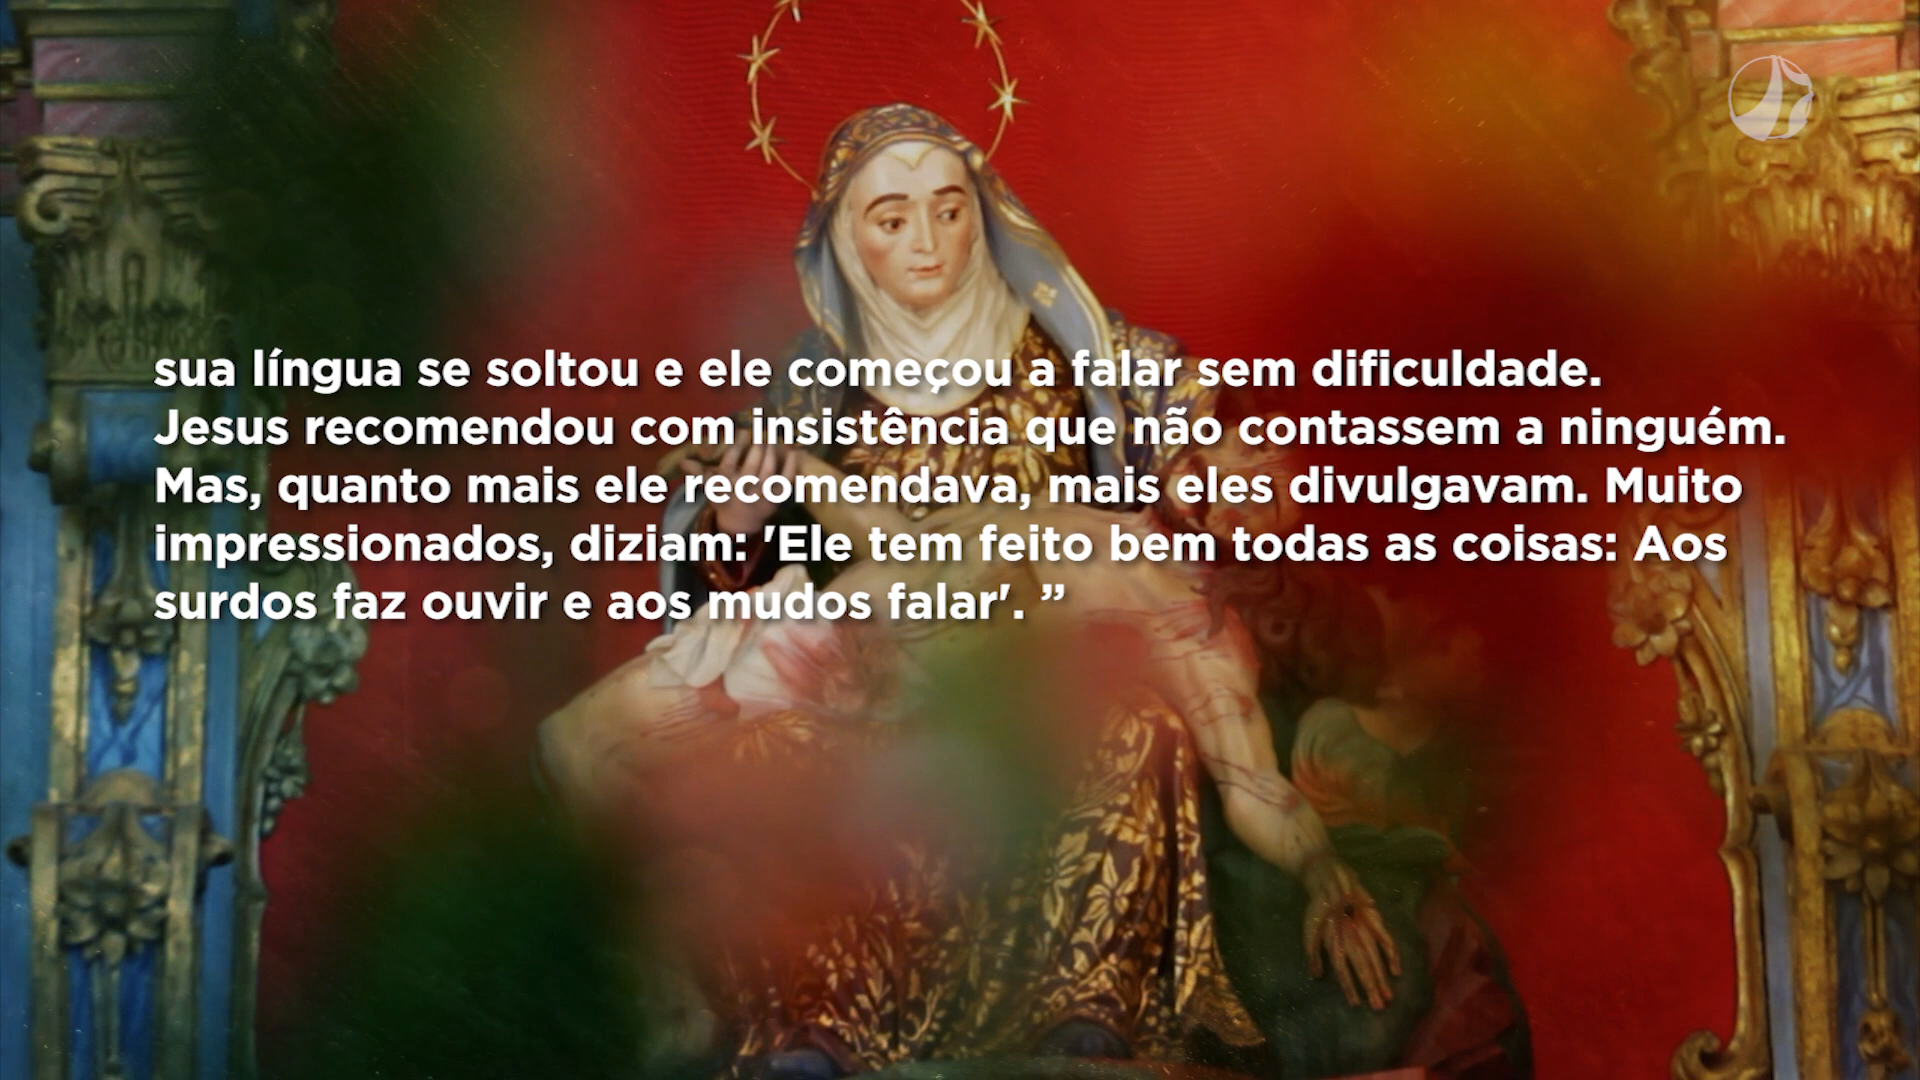 sua língua se soltou e ele começou a falar sem dificuldade.
Jesus recomendou com insistência que não contassem a ninguém.
Mas, quanto mais ele recomendava, mais eles divulgavam. Muito
impressionados, diziam: 'Ele tem feito bem todas as coisas: Aos
surdos faz ouvir e aos mudos falar'. ”